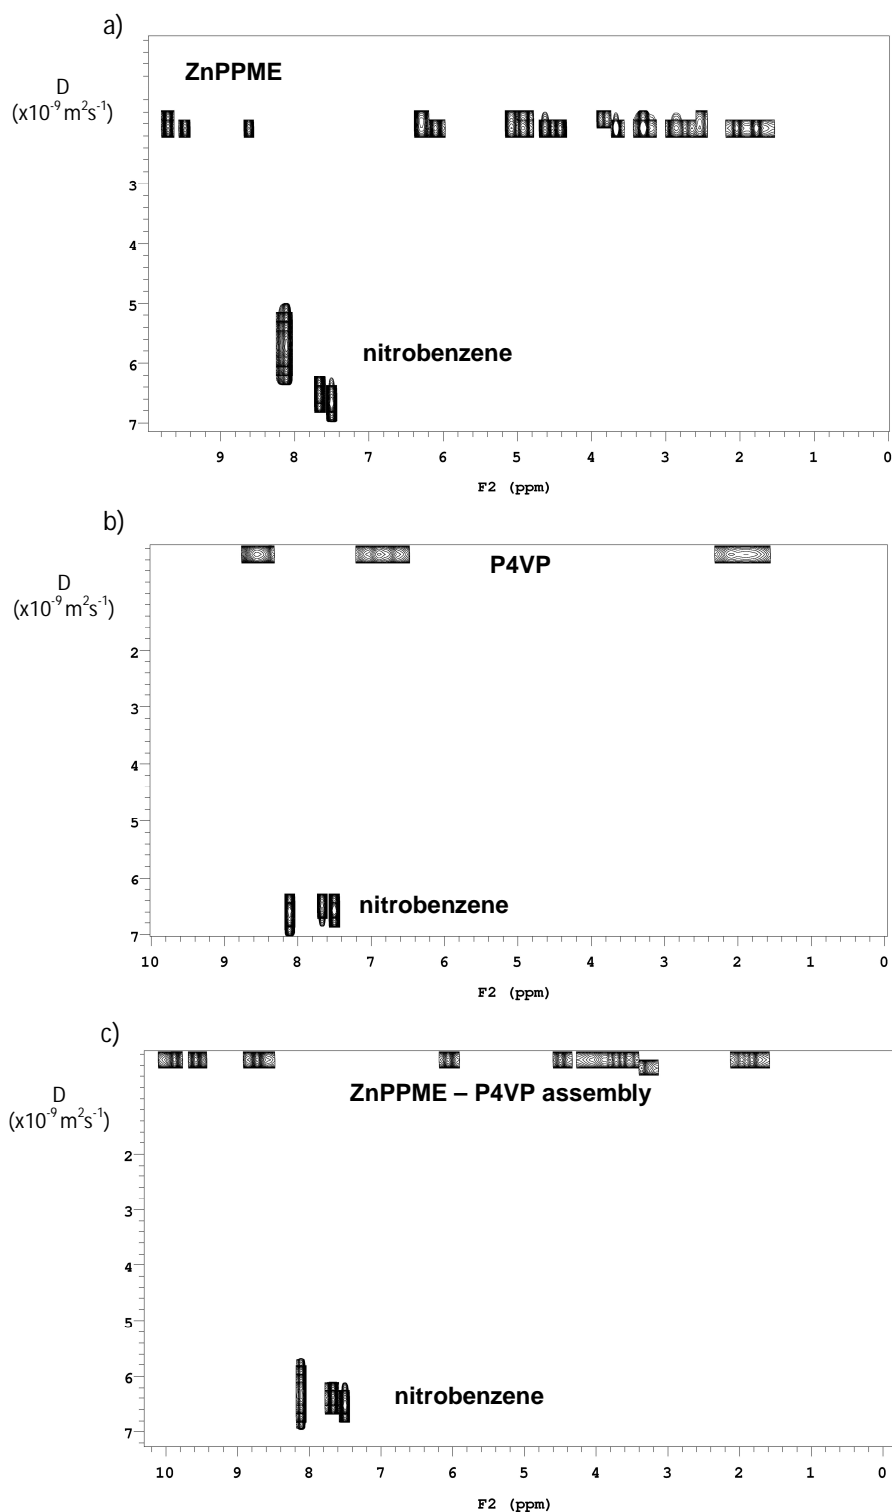 a)
ZnPPME
D
(x10⁻⁹ m²s⁻¹)
3
4
5
nitrobenzene
6
7
9 8 7 6 5 4 3 2 1 0
F2 (ppm)
b)
P4VP
D
(x10⁻⁹ m²s⁻¹)
2
3
4
5
6
nitrobenzene
7
10 9 8 7 6 5 4 3 2 1 0
F2 (ppm)
c)
ZnPPME – P4VP assembly
D
(x10⁻⁹ m²s⁻¹)
2
3
4
5
6
nitrobenzene
7
10 9 8 7 6 5 4 3 2 1 0
F2 (ppm)